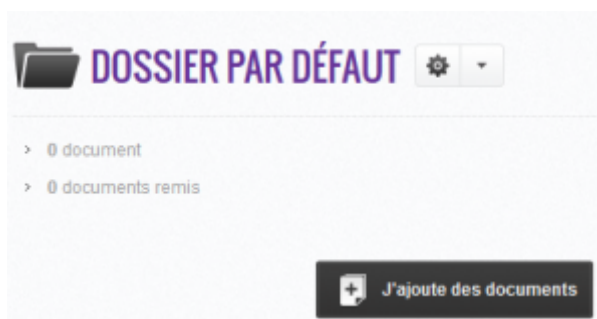 DOSSIER PAR DÉFAUT
0 document
0 documents remis
J'ajoute des documents